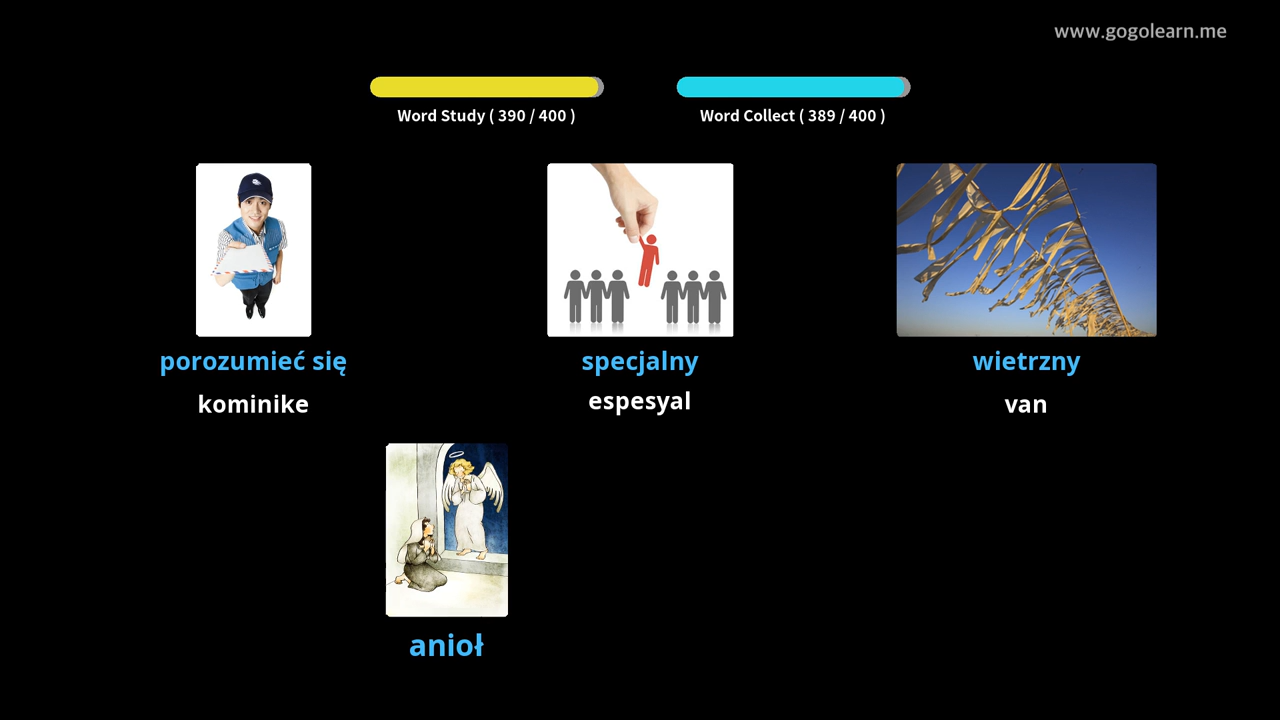 www.gogolearn.me
Word Study ( 390 / 400 )
Word Collect ( 389 / 400 )
porozumieć się
kominike
specjalny
espesyal
wietrzny
van
anioł